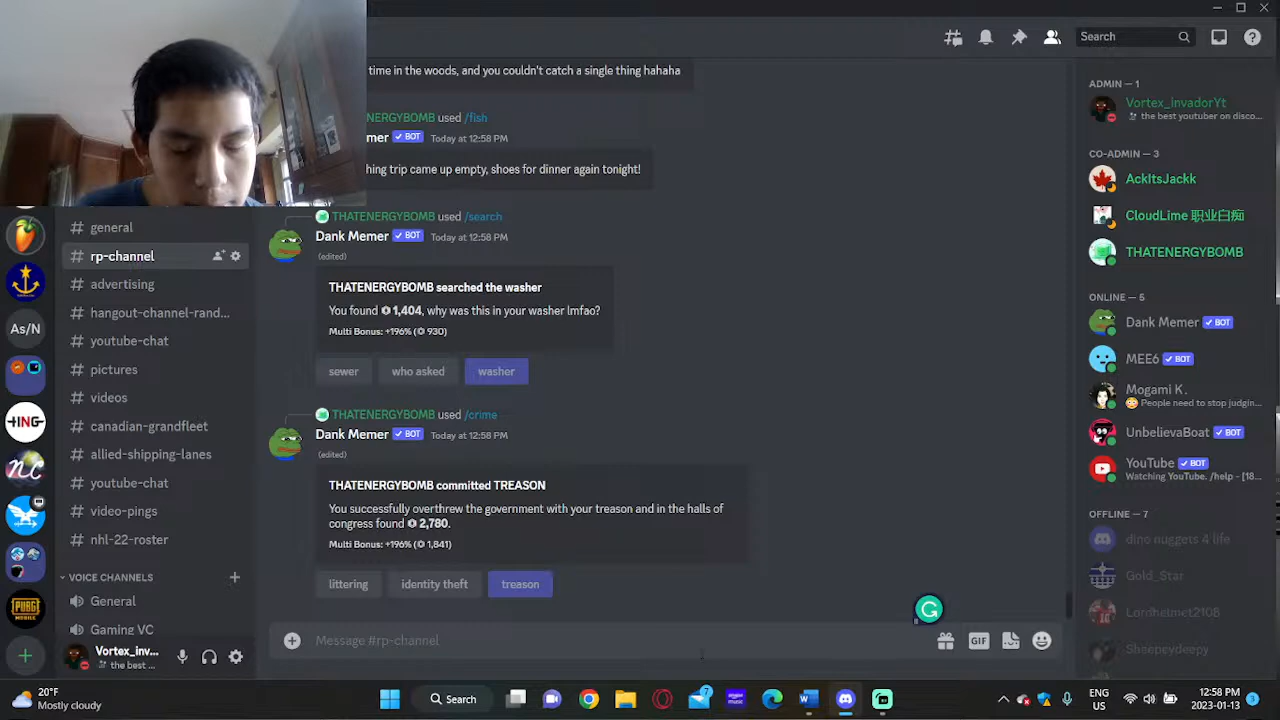 Search
time in the woods, and you couldn't catch a single thing hahaha
ADMIN — 1
Vortex_invadorYt
the best youtuber on disco...
THATENERGYBOMB used /fish
BOT Today at 12:58 PM
CO-ADMIN — 3
AckItsJackk
trip came up empty, shoes for dinner again tonight!
CloudLime 职业白痴
THATENERGYBOMB
THATENERGYBOMB used /search
Dank Memer BOT Today at 12:58 PM
(edited)
THATENERGYBOMB searched the washer
You found 1,404, why was this in your washer lmfao?
Multi Bonus: +196% (930)
sewer
who asked
washer
THATENERGYBOMB used /crime
Dank Memer BOT Today at 12:58 PM
(edited)
THATENERGYBOMB committed TREASON
You successfully overthrew the government with your treason and in the halls of
congress found 2,780.
Multi Bonus: +196% (1,841)
littering
identity theft
treason
Message #rp-channel
GIF
ONLINE — 5
Dank Memer BOT
MEE6 BOT
Mogami K.
People need to stop judgin...
UnbelievaBoat BOT
YouTube BOT
Watching YouTube. /help - [18...
OFFLINE — 7
dino nuggets 4 life
Gold_Star
Lordhelmet2108
Sheepeydeepy
# general
# rp-channel
# advertising
# hangout-channel-rand...
# youtube-chat
# pictures
# videos
# canadian-grandfleet
# allied-shipping-lanes
# youtube-chat
# video-pings
# nhl-22-roster
VOICE CHANNELS
General
Gaming VC
As/N
Vortex_inv...
the best ...
20°F
Mostly cloudy
Search
7
ENG
US
12:58 PM
2023-01-13
3